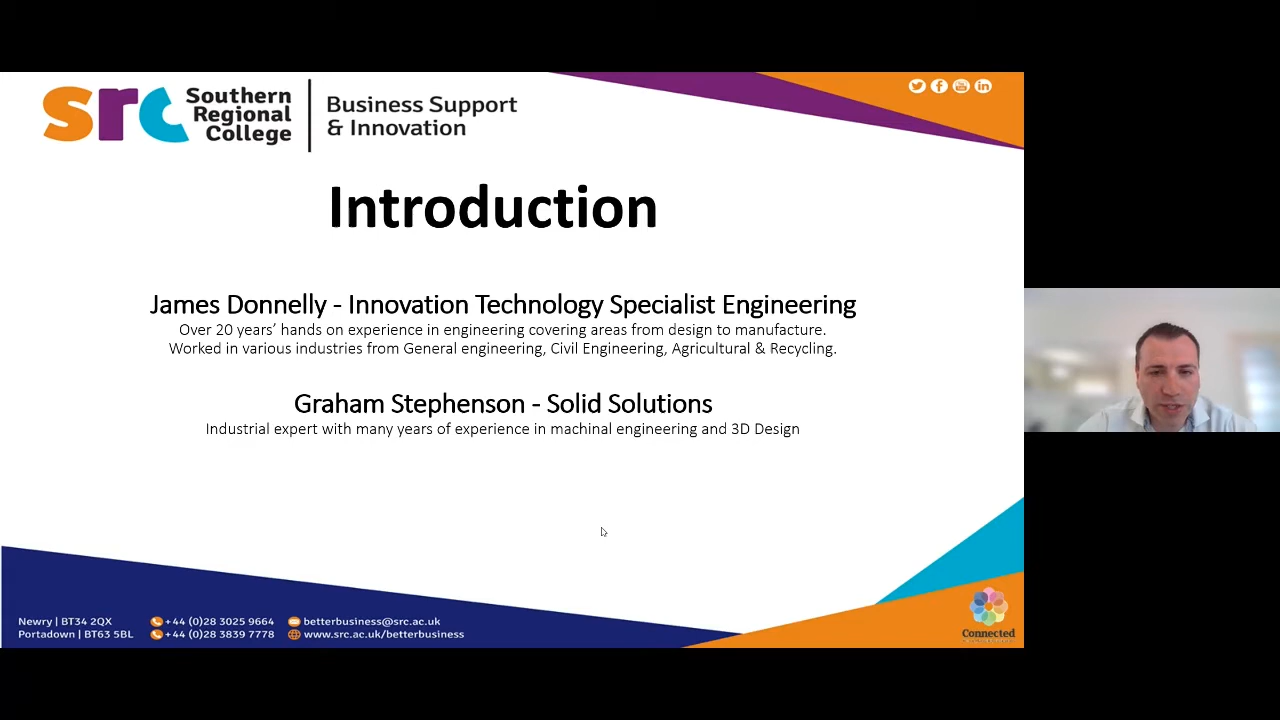 src Southern Regional College
Business Support & Innovation
Introduction
James Donnelly - Innovation Technology Specialist Engineering
Over 20 years’ hands on experience in engineering covering areas from design to manufacture.
Worked in various industries from General engineering, Civil Engineering, Agricultural & Recycling.
Graham Stephenson - Solid Solutions
Industrial expert with many years of experience in machinal engineering and 3D Design
Newry | BT34 2QX +44 (0)28 3025 9664 betterbusiness@src.ac.uk
Portadown | BT63 5BL +44 (0)28 3839 7778 www.src.ac.uk/betterbusiness
Connected